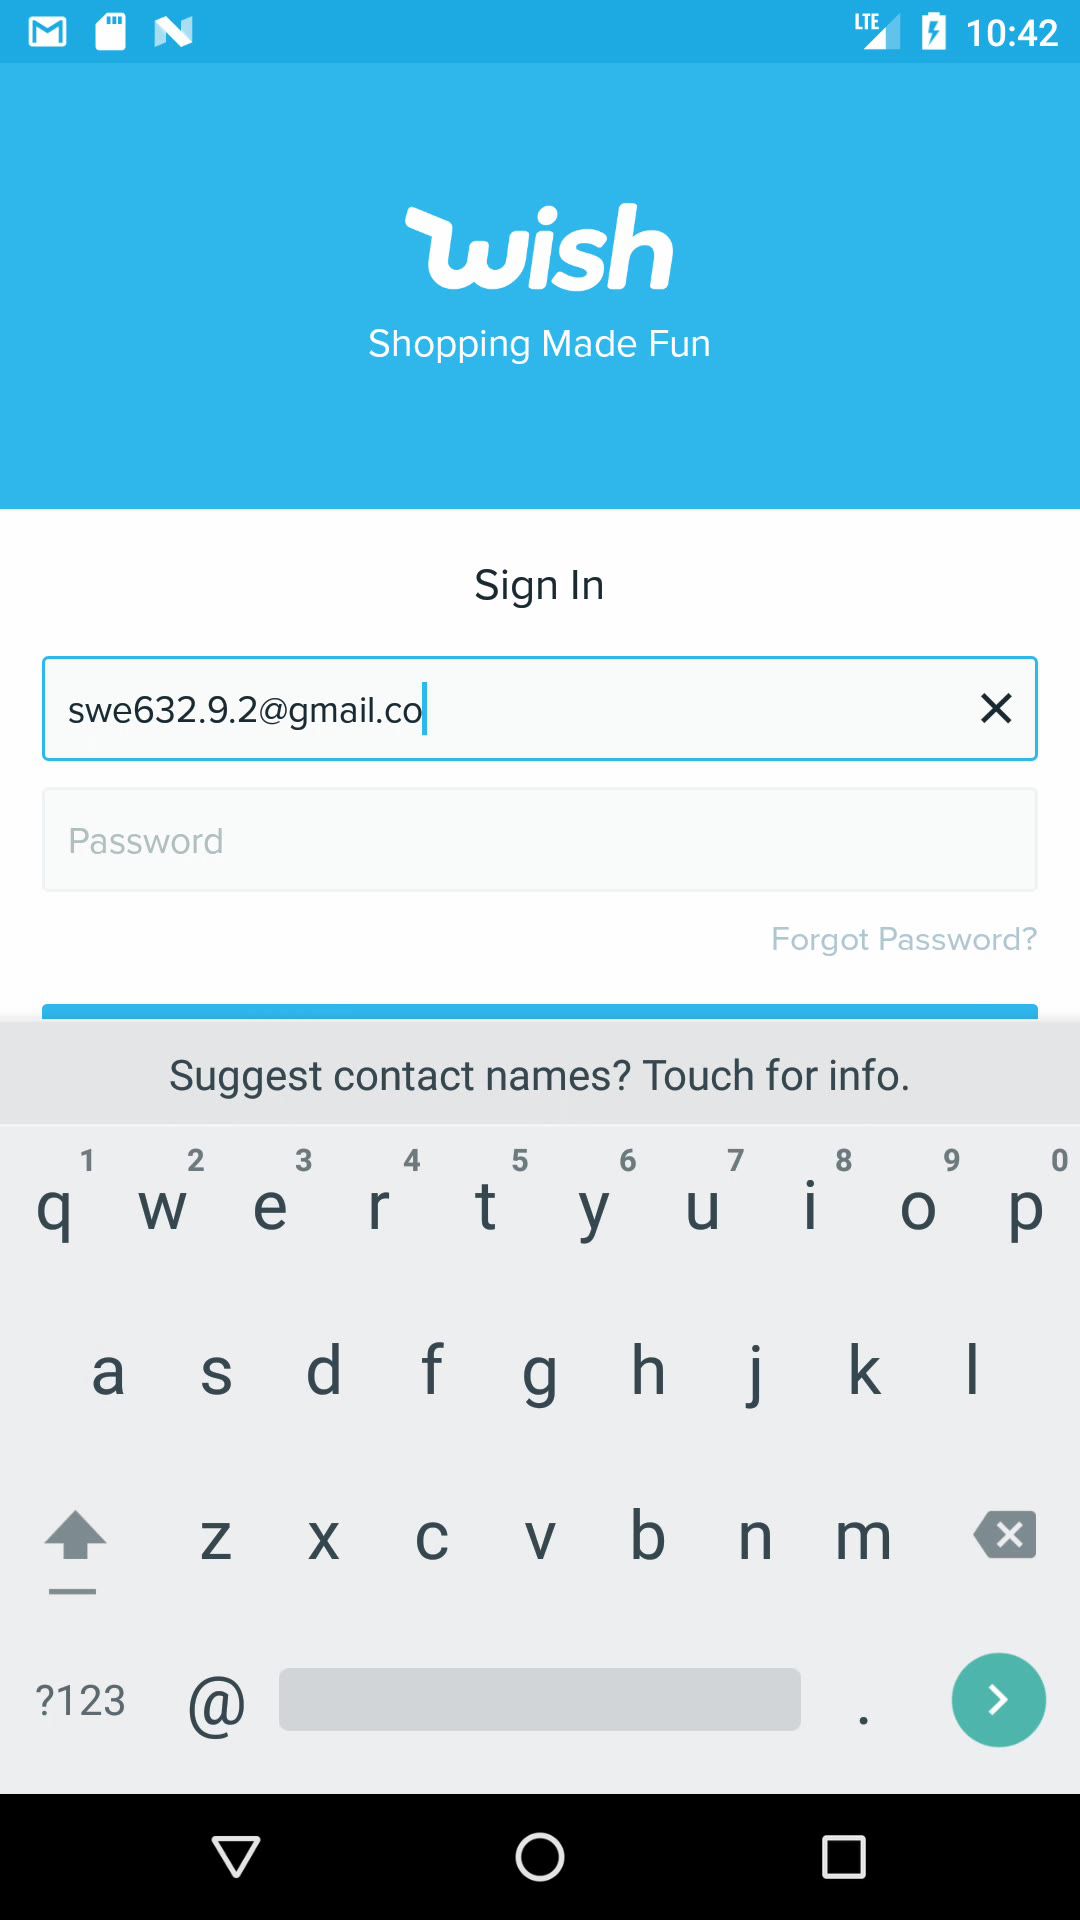 LTE 10:42
wish
Shopping Made Fun
Sign In
swe632.9.2@gmail.co
Password
Forgot Password?
Suggest contact names? Touch for info.
1 2 3 4 5 6 7 8 9 0
q w e r t y u i o p
a s d f g h j k l
z x c v b n m
?123 @ .